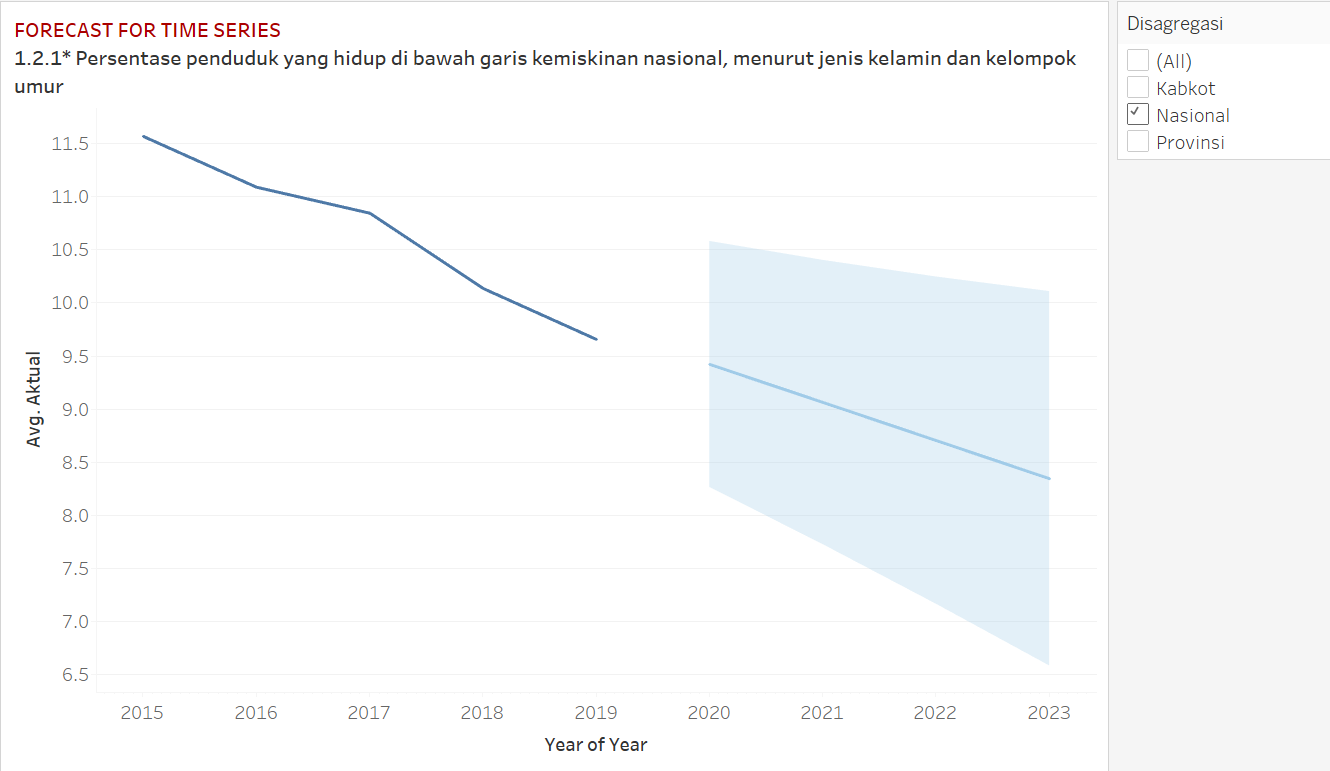 FORECAST FOR TIME SERIES
1.2.1* Persentase penduduk yang hidup di bawah garis kemiskinan nasional, menurut jenis kelamin dan kelompok
umur
11.5
11.0
10.5
10.0
9.5
9.0
8.5
8.0
7.5
7.0
6.5
Avg. Aktual
2015 2016 2017 2018 2019 2020 2021 2022 2023
Year of Year
Disagregasi
(All)
Kabkot
Nasional
Provinsi